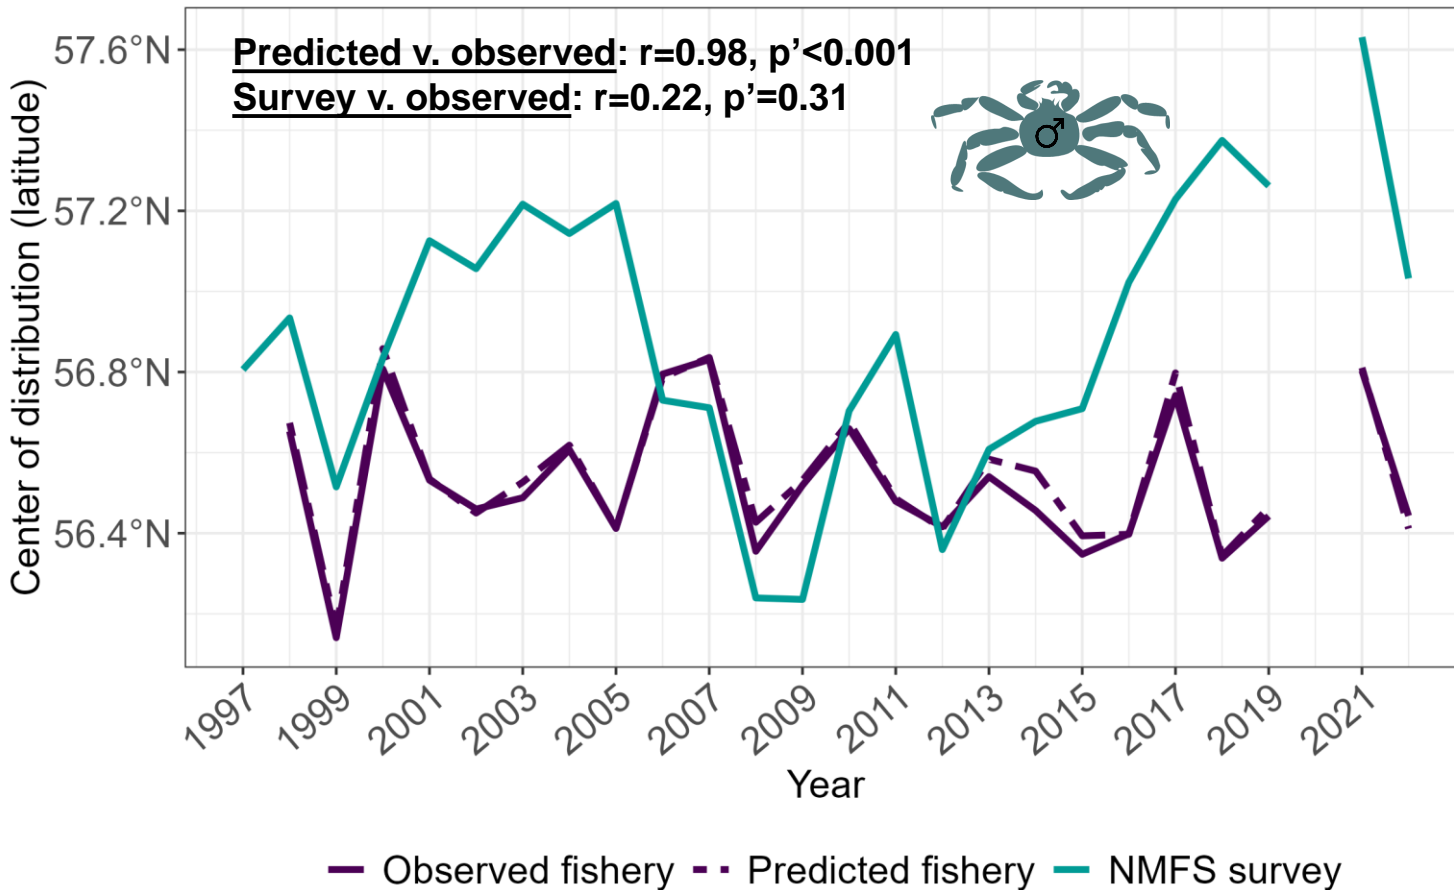 Predicted v. observed: r=0.98, p’<0.001
Survey v. observed: r=0.22, p’=0.31
♂
Center of distribution (latitude)
57.6°N
57.2°N
56.8°N
56.4°N
1997
1999
2001
2003
2005
2007
2009
2011
2013
2015
2017
2019
2021
Year
Observed fishery
Predicted fishery
NMFS survey